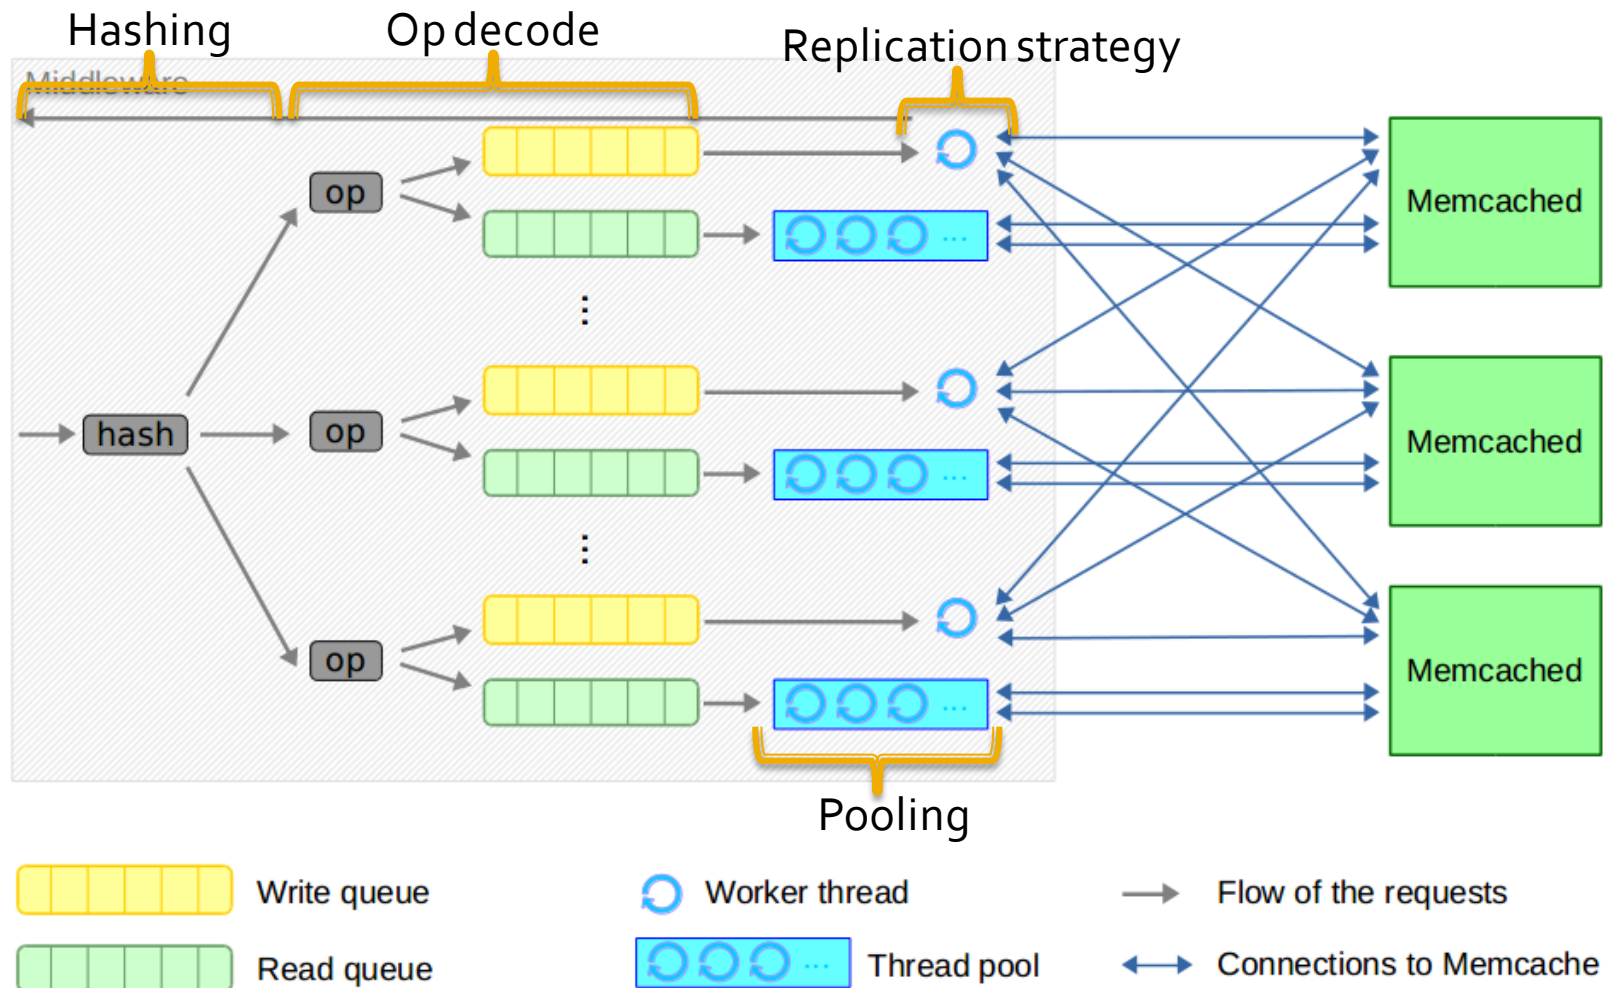 Hashing
Op decode
Replication strategy
Middleware
op
Memcached
...
...
op
hash
Memcached
...
...
op
Memcached
...
Pooling
Write queue
Worker thread
Flow of the requests
Read queue
... Thread pool
Connections to Memcache